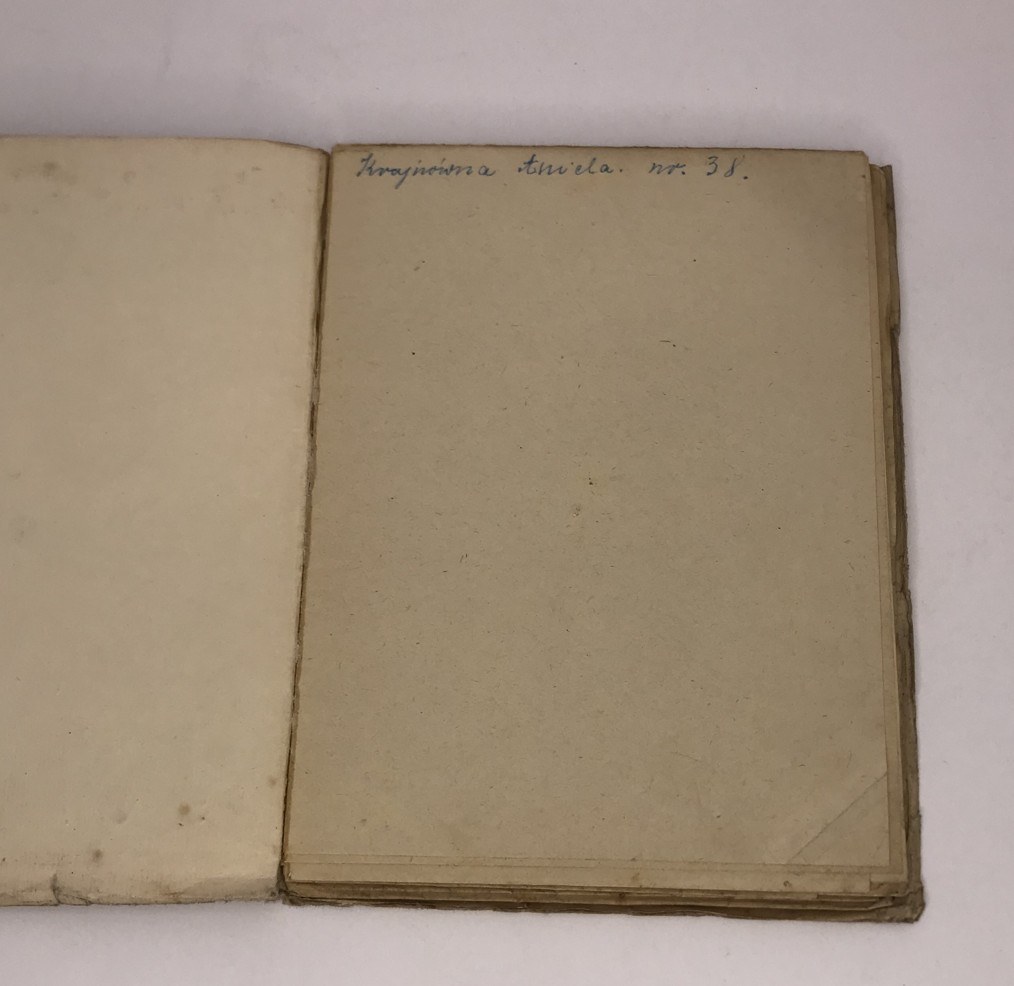 Krajnówna Aniela. nr. 38.